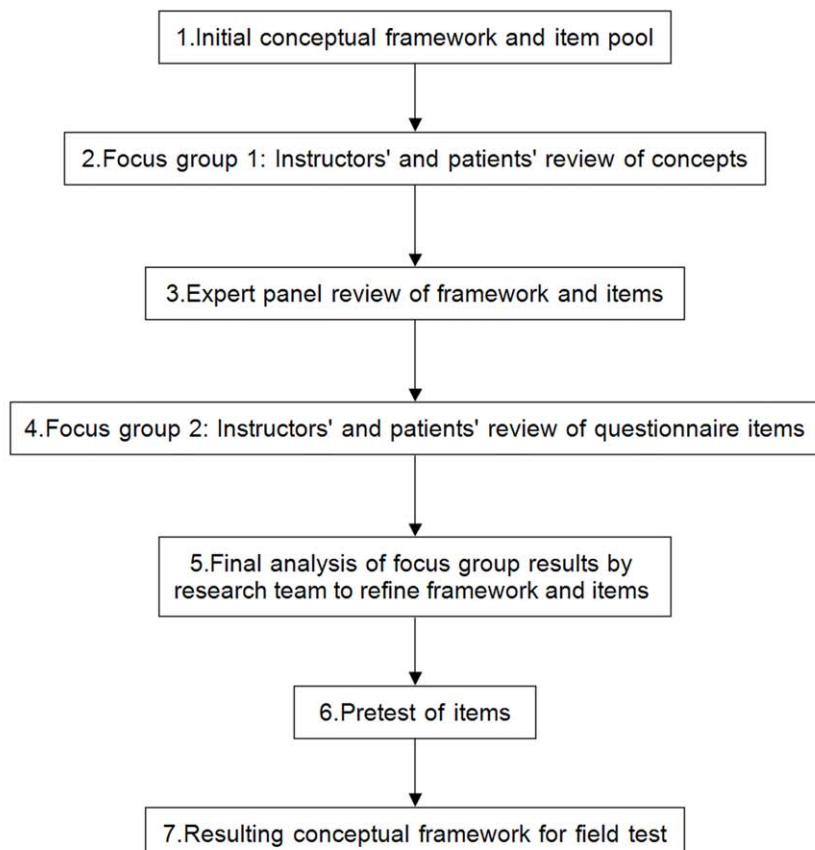 1.Initial conceptual framework and item pool
2.Focus group 1: Instructors' and patients' review of concepts
3.Expert panel review of framework and items
4.Focus group 2: Instructors' and patients' review of questionnaire items
5.Final analysis of focus group results by
research team to refine framework and items
6.Pretest of items
7.Resulting conceptual framework for field test